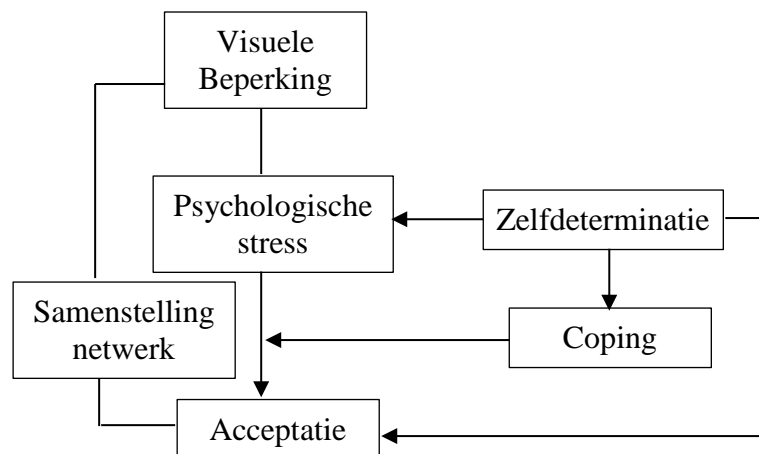 Visuele
Beperking
Psychologische
stress
Zelfdeterminatie
Samenstelling
netwerk
Coping
Acceptatie